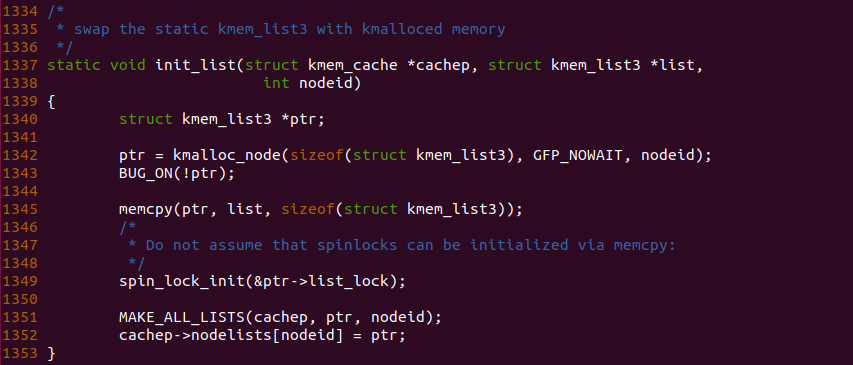 1334 /*
1335  * swap the static kmem_list3 with kmalloced memory
1336  */
1337 static void init_list(struct kmem_cache *cachep, struct kmem_list3 *list,
1338                         int nodeid)
1339 {
1340         struct kmem_list3 *ptr;
1341
1342         ptr = kmalloc_node(sizeof(struct kmem_list3), GFP_NOWAIT, nodeid);
1343         BUG_ON(!ptr);
1344
1345         memcpy(ptr, list, sizeof(struct kmem_list3));
1346         /*
1347          * Do not assume that spinlocks can be initialized via memcpy:
1348          */
1349         spin_lock_init(&ptr->list_lock);
1350
1351         MAKE_ALL_LISTS(cachep, ptr, nodeid);
1352         cachep->nodelists[nodeid] = ptr;
1353 }